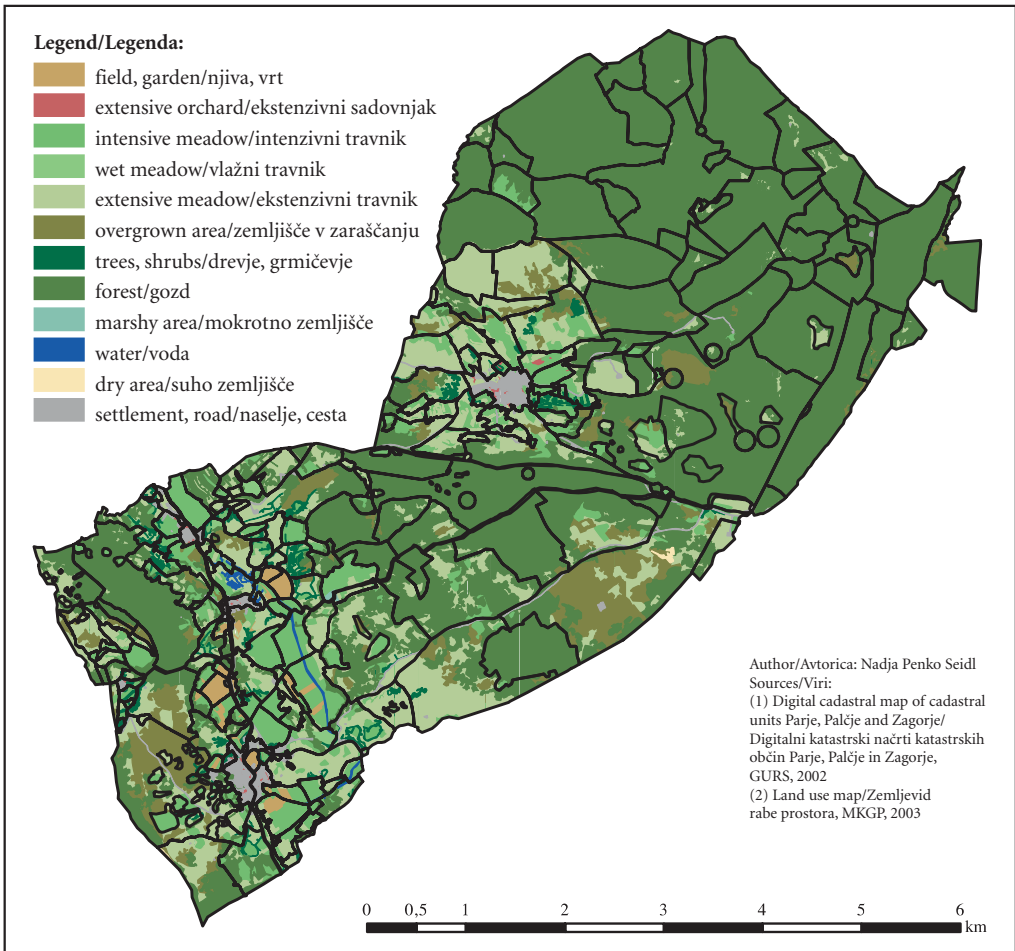 Legend/Legenda:
field, garden/njiva, vrt
extensive orchard/ekstenzivni sadovnjak
intensive meadow/intenzivni travnik
wet meadow/vlažni travnik
extensive meadow/ekstenzivni travnik
overgrown area/zemljišče v zaraščanju
trees, shrubs/drevje, grmičevje
forest/gozd
marshy area/mokrotno zemljišče
water/voda
dry area/suho zemljišče
settlement, road/naselje, cesta
Author/Avtorica: Nadja Penko Seidl
Sources/Viri:
(1) Digital cadastral map of cadastral
units Parje, Palčje and Zagorje/
Digitalni katastrski načrti katastrskih
občin Parje, Palčje in Zagorje,
GURS, 2002
(2) Land use map/Zemljevid
rabe prostora, MKGP, 2003
0 0,5 1 2 3 4 5 6
km